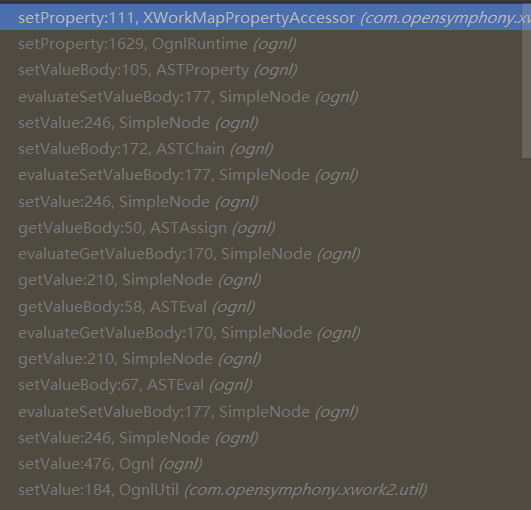 setProperty:111, XWorkMapPropertyAccessor (com.opensymphony.xw
setProperty:1629, OgnlRuntime (ognl)
setValueBody:105, ASTProperty (ognl)
evaluateSetValueBody:177, SimpleNode (ognl)
setValue:246, SimpleNode (ognl)
setValueBody:172, ASTChain (ognl)
evaluateSetValueBody:177, SimpleNode (ognl)
setValue:246, SimpleNode (ognl)
getValueBody:50, ASTAssign (ognl)
evaluateGetValueBody:170, SimpleNode (ognl)
getValue:210, SimpleNode (ognl)
getValueBody:58, ASTEval (ognl)
evaluateGetValueBody:170, SimpleNode (ognl)
getValue:210, SimpleNode (ognl)
setValueBody:67, ASTEval (ognl)
evaluateSetValueBody:177, SimpleNode (ognl)
setValue:246, SimpleNode (ognl)
setValue:476, Ognl (ognl)
setValue:184, OgnlUtil (com.opensymphony.xwork2.util)